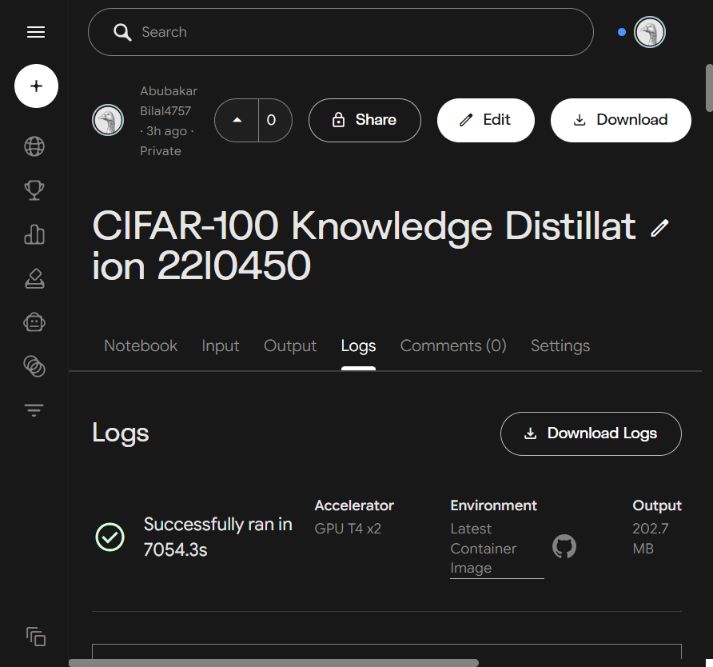 Search
Abubakar
Bilal4757
· 3h ago ·
Private
0
Share
Edit
Download
CIFAR-100 Knowledge Distillat
ion 22I0450
Notebook
Input
Output
Logs
Comments (0)
Settings
Logs
Download Logs
Successfully ran in
7054.3s
Accelerator
GPU T4 x2
Environment
Latest
Container
Image
Output
202.7
MB